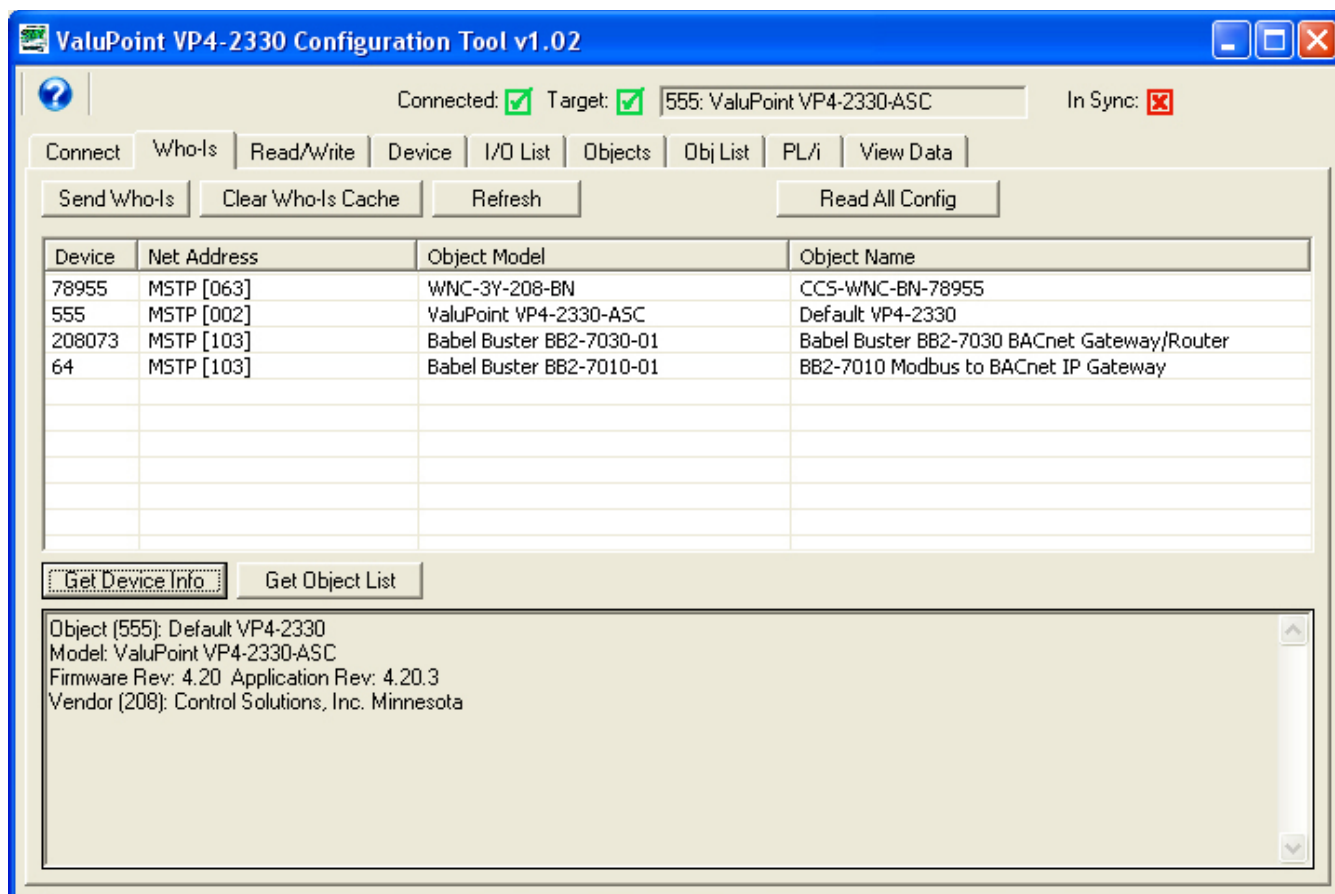 ValuPoint VP4-2330 Configuration Tool v1.02
Connected: Target: 555: ValuPoint VP4-2330-ASC In Sync:
Connect Who-Is Read/Write Device I/O List Objects Obj List PL/i View Data
Send Who-Is Clear Who-Is Cache Refresh Read All Config
Device Net Address Object Model Object Name
78955 MSTP [063] WNC-3Y-208-BN CCS-WNC-BN-78955
555 MSTP [002] ValuPoint VP4-2330-ASC Default VP4-2330
208073 MSTP [103] Babel Buster BB2-7030-01 Babel Buster BB2-7030 BACnet Gateway/Router
64 MSTP [103] Babel Buster BB2-7010-01 BB2-7010 Modbus to BACnet IP Gateway
Get Device Info Get Object List
Object (555): Default VP4-2330
Model: ValuPoint VP4-2330-ASC
Firmware Rev: 4.20 Application Rev: 4.20.3
Vendor (208): Control Solutions, Inc. Minnesota